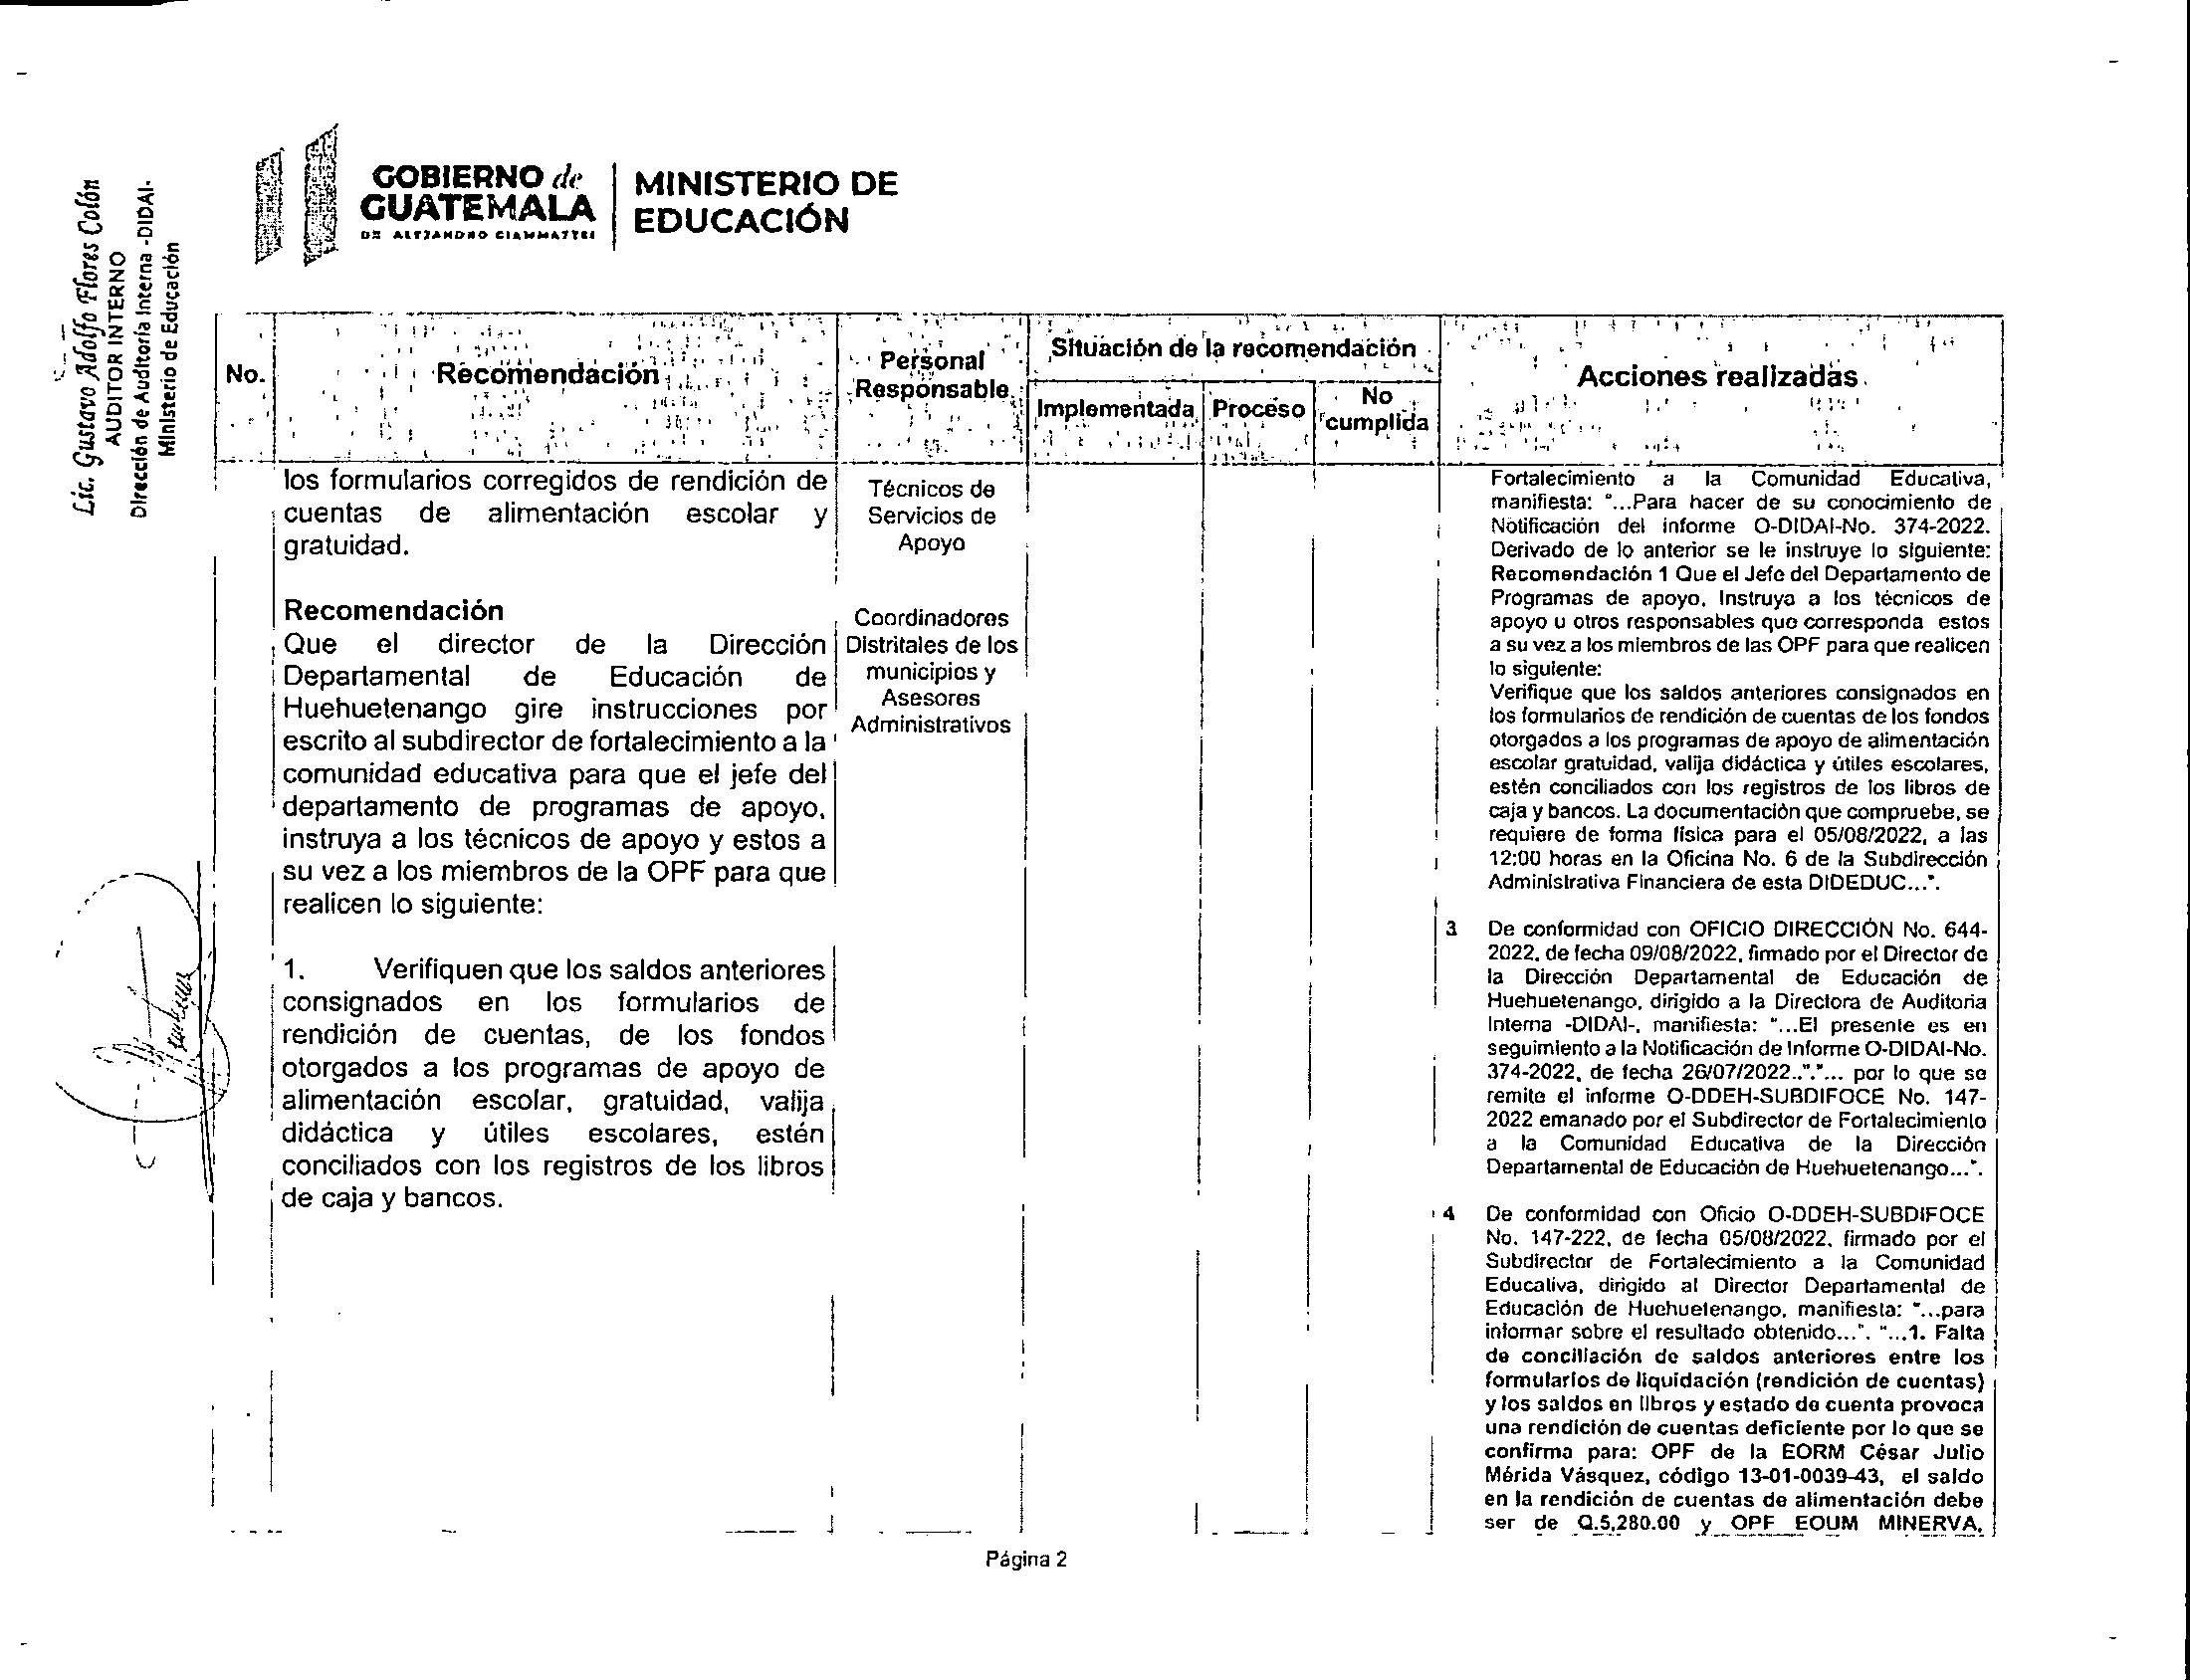 Lic. Gustavo Adolfo Flores Colón
AUDITOR INTERNO
Dirección de Auditoría Interna -DIDAI-
Ministerio de Educación
GOBIERNO de
GUATEMALA
DE ALEJANDRO GIAMMATTEI
MINISTERIO DE
EDUCACIÓN
No.
Recomendación
Personal
Responsable
Situación de la recomendación
Implementada
Proceso
No
cumplida
Acciones realizadas
los formularios corregidos de rendición de
cuentas de alimentación escolar y
gratuidad.
Recomendación
Que el director de la Dirección
Departamental de Educación de
Huehuetenango gire instrucciones por
escrito al subdirector de fortalecimiento a la
comunidad educativa para que el jefe del
departamento de programas de apoyo,
instruya a los técnicos de apoyo y estos a
su vez a los miembros de la OPF para que
realicen lo siguiente:
1. Verifiquen que los saldos anteriores
consignados en los formularios de
rendición de cuentas, de los fondos
otorgados a los programas de apoyo de
alimentación escolar, gratuidad, valija
didáctica y útiles escolares, estén
conciliados con los registros de los libros
de caja y bancos.
Técnicos de
Servicios de
Apoyo
Coordinadores
Distritales de los
municipios y
Asesores
Administrativos
Fortalecimiento a la Comunidad Educativa,
manifiesta: "...Para hacer de su conocimiento de
Notificación del informe O-DIDAI-No. 374-2022.
Derivado de lo anterior se le instruye lo siguiente:
Recomendación 1 Que el Jefe del Departamento de
Programas de apoyo, Instruya a los técnicos de
apoyo u otros responsables que corresponda estos
a su vez a los miembros de las OPF para que realicen
lo siguiente:
Verifique que los saldos anteriores consignados en
los formularios de rendición de cuentas de los fondos
otorgados a los programas de apoyo de alimentación
escolar gratuidad, valija didáctica y útiles escolares,
estén conciliados con los registros de los libros de
caja y bancos. La documentación que compruebe, se
requiere de forma física para el 05/08/2022, a las
12:00 horas en la Oficina No. 6 de la Subdirección
Administrativa Financiera de esta DIDEDUC...".
3 De conformidad con OFICIO DIRECCIÓN No. 644-
2022, de fecha 09/08/2022, firmado por el Director de
la Dirección Departamental de Educación de
Huehuetenango, dirigido a la Directora de Auditoria
Interna -DIDAI-, manifiesta: "...El presente es en
seguimiento a la Notificación de Informe O-DIDAI-No.
374-2022, de fecha 26/07/2022..."."... por lo que se
remite el informe O-DDEH-SUBDIFOCE No. 147-
2022 emanado por el Subdirector de Fortalecimiento
a la Comunidad Educativa de la Dirección
Departamental de Educación de Huehuetenango...".
4 De conformidad con Oficio O-DDEH-SUBDIFOCE
No. 147-222, de fecha 05/08/2022, firmado por el
Subdirector de Fortalecimiento a la Comunidad
Educativa, dirigido al Director Departamental de
Educación de Huehuetenango, manifiesta: "...para
informar sobre el resultado obtenido...". "...1. Falta
de conciliación de saldos anteriores entre los
formularios de liquidación (rendición de cuentas)
y los saldos en libros y estado de cuenta provoca
una rendición de cuentas deficiente por lo que se
confirma para: OPF de la EORM César Julio
Mérida Vásquez, código 13-01-0039-43, el saldo
en la rendición de cuentas de alimentación debe
ser de Q.5,280.00 y OPF EOUM MINERVA,
Página 2